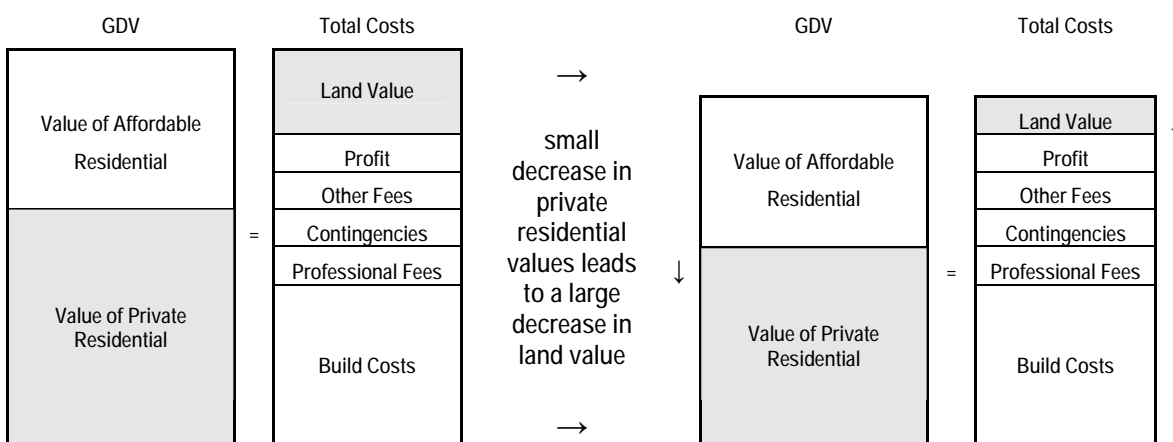 GDV
Total Costs
Value of Affordable
Residential
Value of Private
Residential
=
Land Value
Profit
Other Fees
Contingencies
Professional Fees
Build Costs
→
small
decrease in
private
residential
values leads
to a large
decrease in
land value
→
GDV
Total Costs
↓
Value of Affordable
Residential
Value of Private
Residential
=
Land Value
Profit
Other Fees
Contingencies
Professional Fees
Build Costs